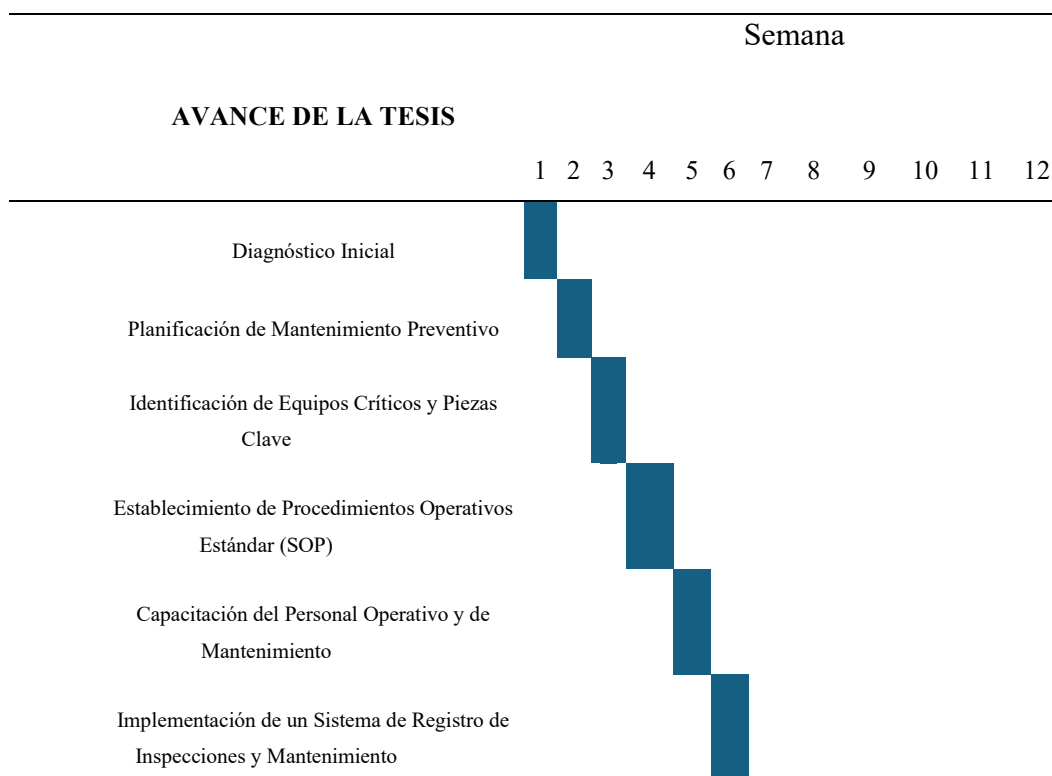 Semana
AVANCE DE LA TESIS
1 2 3 4 5 6 7 8 9 10 11 12
Diagnóstico Inicial
Planificación de Mantenimiento Preventivo
Identificación de Equipos Críticos y Piezas
Clave
Establecimiento de Procedimientos Operativos
Estándar (SOP)
Capacitación del Personal Operativo y de
Mantenimiento
Implementación de un Sistema de Registro de
Inspecciones y Mantenimiento